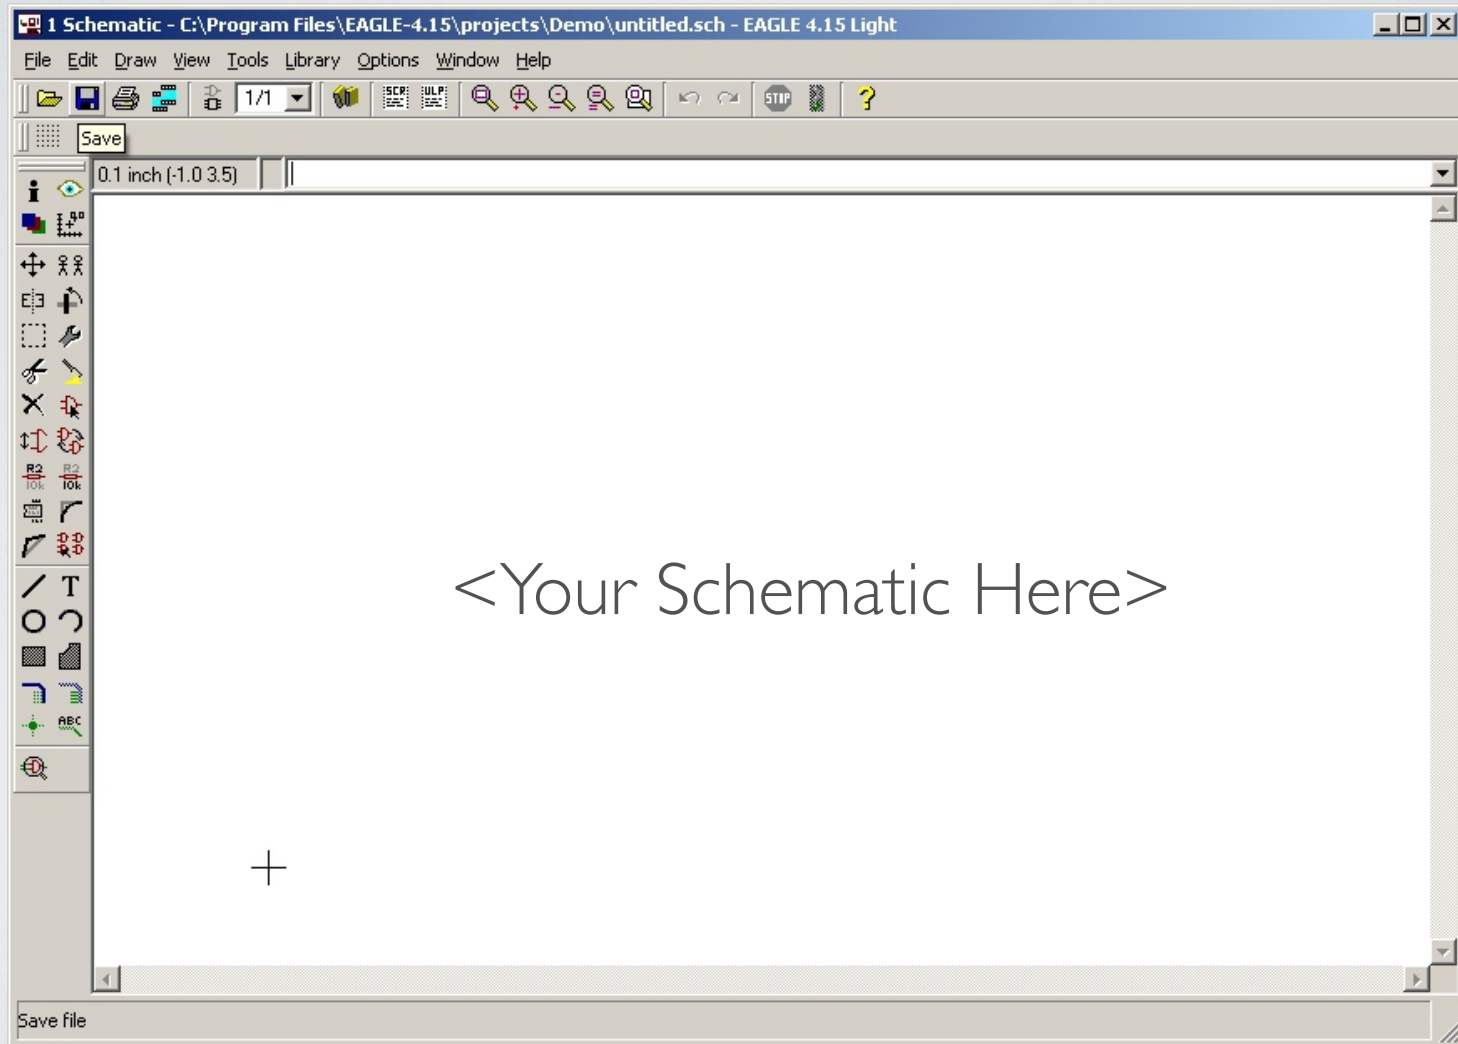 1 Schematic - C:\Program Files\EAGLE-4.15\projects\Demo\untitled.sch - EAGLE 4.15 Light
File Edit Draw View Tools Library Options Window Help
1/1 SCR ULP STOP ?
Save
0.1 inch (-1.0 3.5)
R2 R2
10k 10k
T
ABC
<Your Schematic Here>
Save file